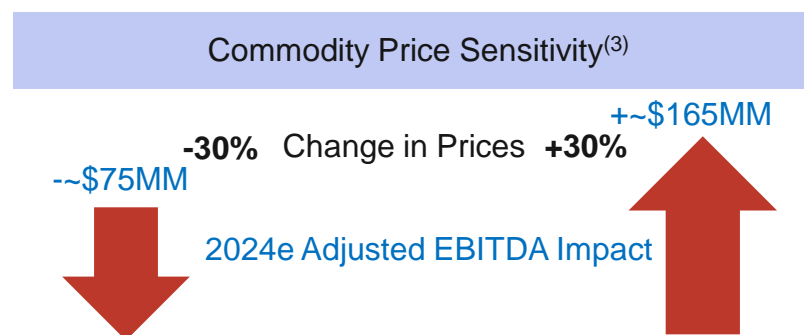 Commodity Price Sensitivity(3)
+~$165MM
-30% Change in Prices +30%
-~$75MM
2024e Adjusted EBITDA Impact